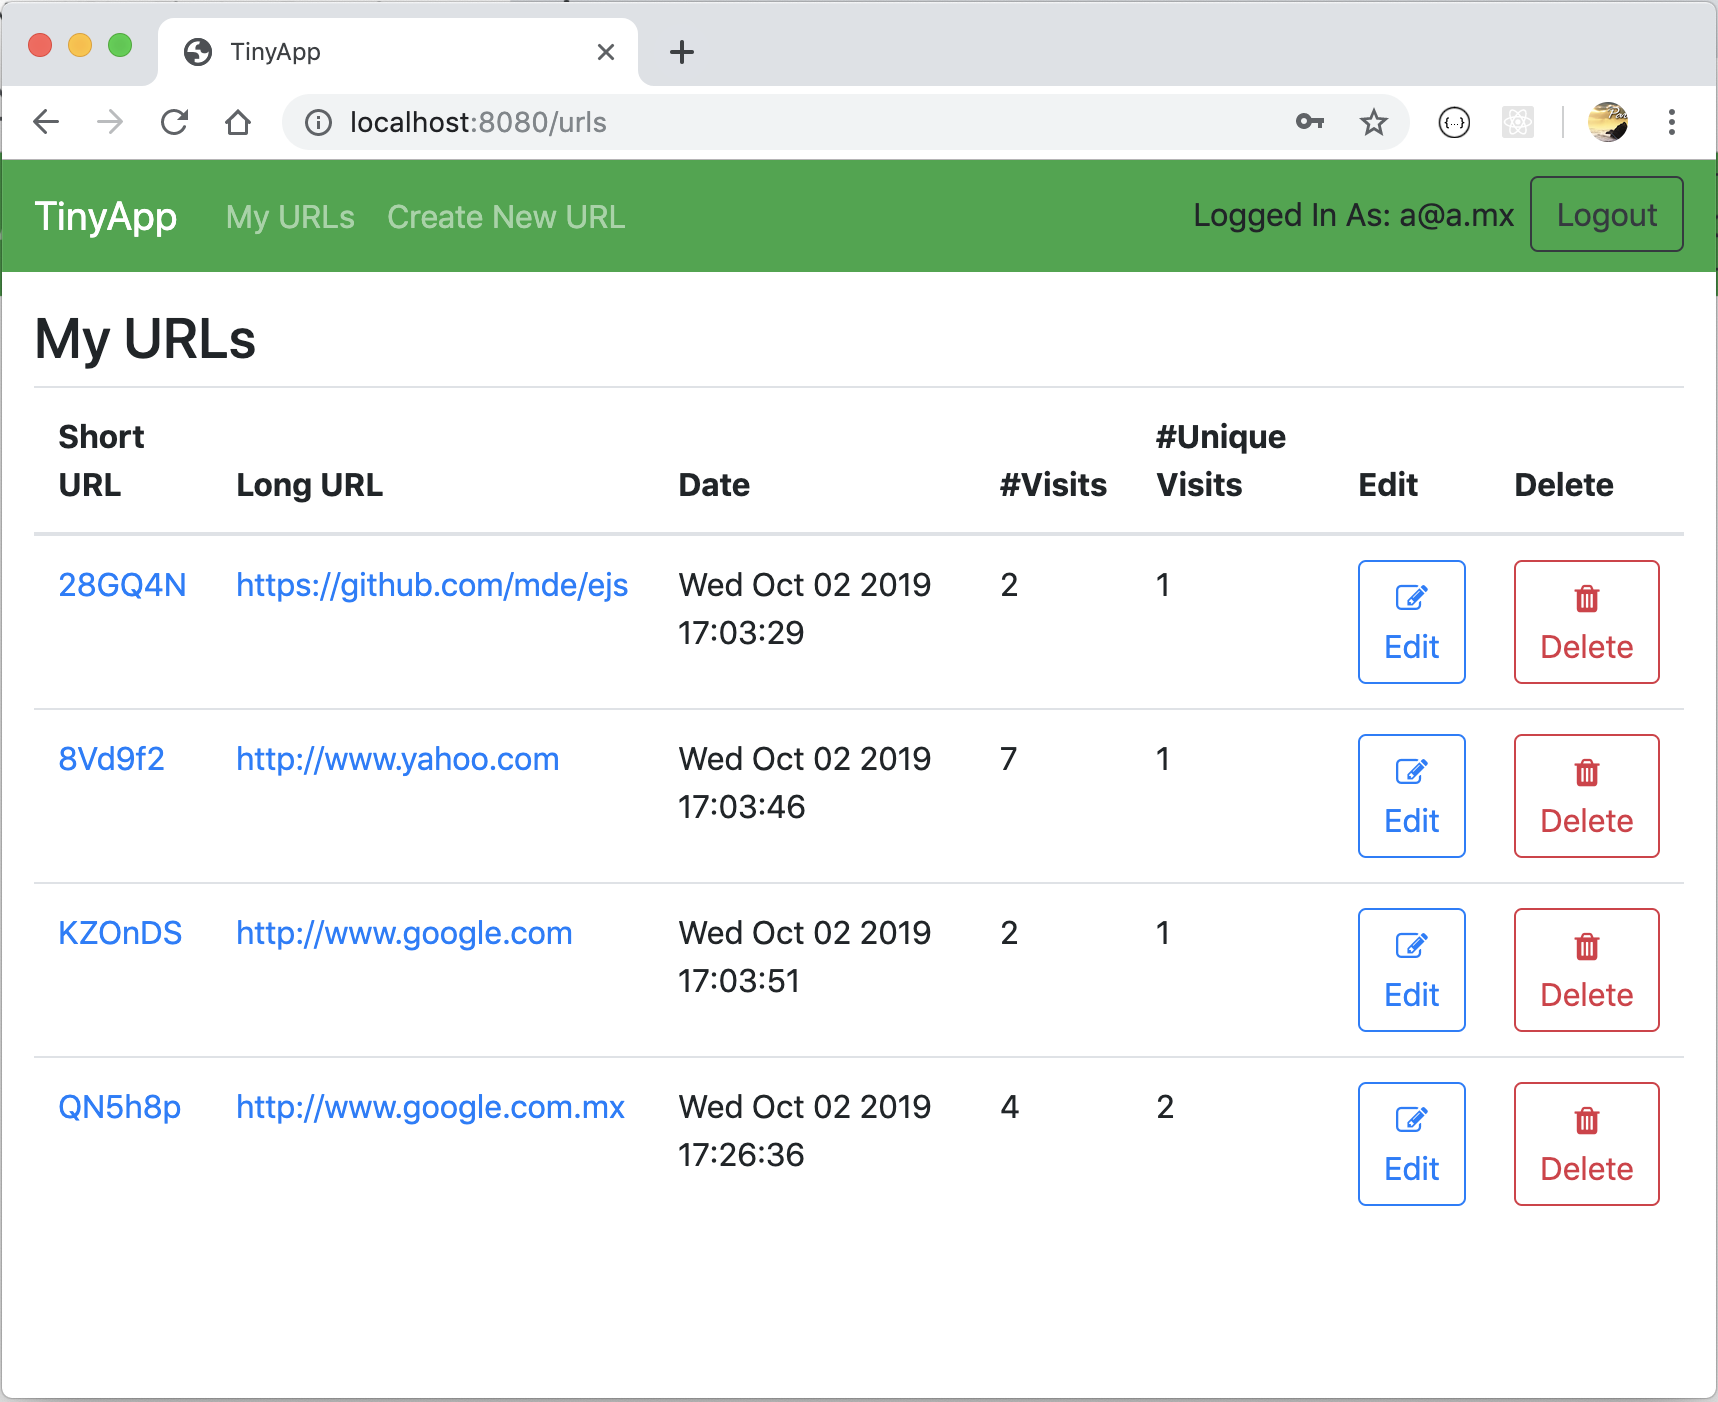 TinyApp
localhost:8080/urls
TinyApp My URLs Create New URL Logged In As: a@a.mx Logout
My URLs
Short
URL Long URL Date #Visits #Unique
Visits Edit Delete
28GQ4N https://github.com/mde/ejs Wed Oct 02 2019 2 1
17:03:29
Edit Delete
8Vd9f2 http://www.yahoo.com Wed Oct 02 2019 7 1
17:03:46
Edit Delete
KZOnDS http://www.google.com Wed Oct 02 2019 2 1
17:03:51
Edit Delete
QN5h8p http://www.google.com.mx Wed Oct 02 2019 4 2
17:26:36
Edit Delete